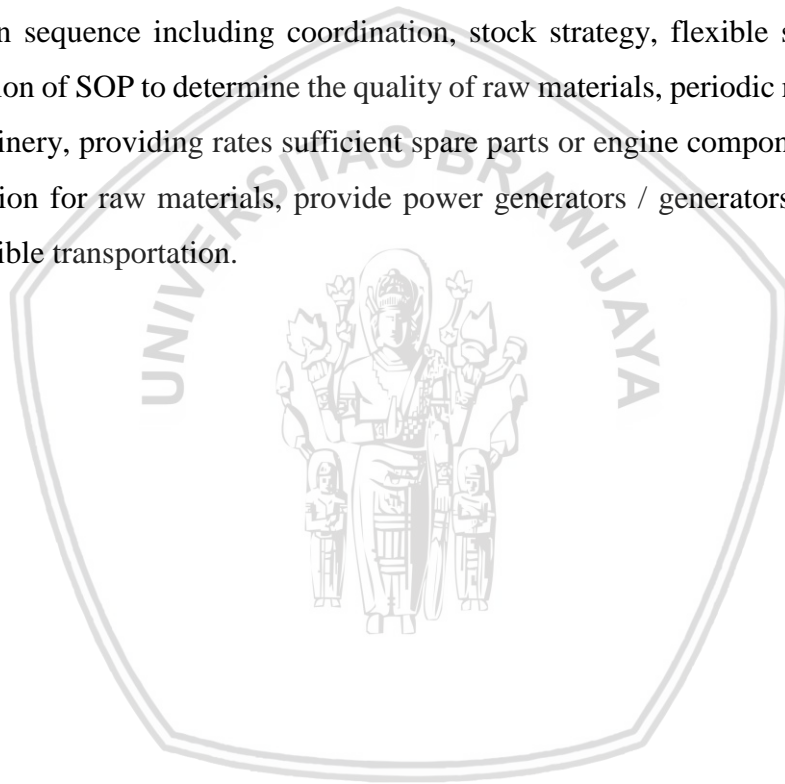 n sequence including coordination, stock strategy, flexible s
ion of SOP to determine the quality of raw materials, periodic
inery, providing rates sufficient spare parts or engine compon
ion for raw materials, provide power generators / generators
ible transportation.
UNIVERSITAS BRAWIJAYA